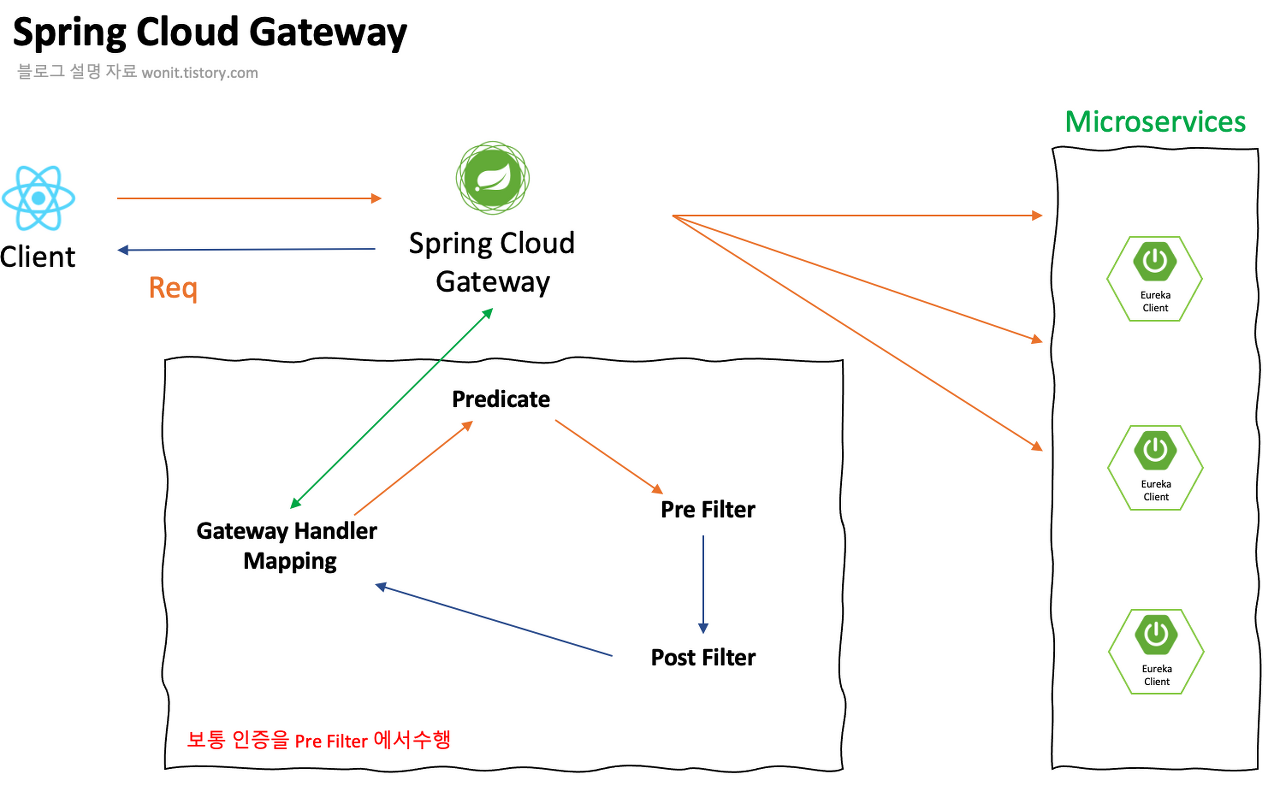 Spring Cloud Gateway
블로그 설명 자료 wonit.tistory.com
Microservices
Client
Req
Spring Cloud
Gateway
Eureka
Client
Predicate
Pre Filter
Gateway Handler
Mapping
Post Filter
Eureka
Client
Eureka
Client
보통 인증을 Pre Filter 에서수행